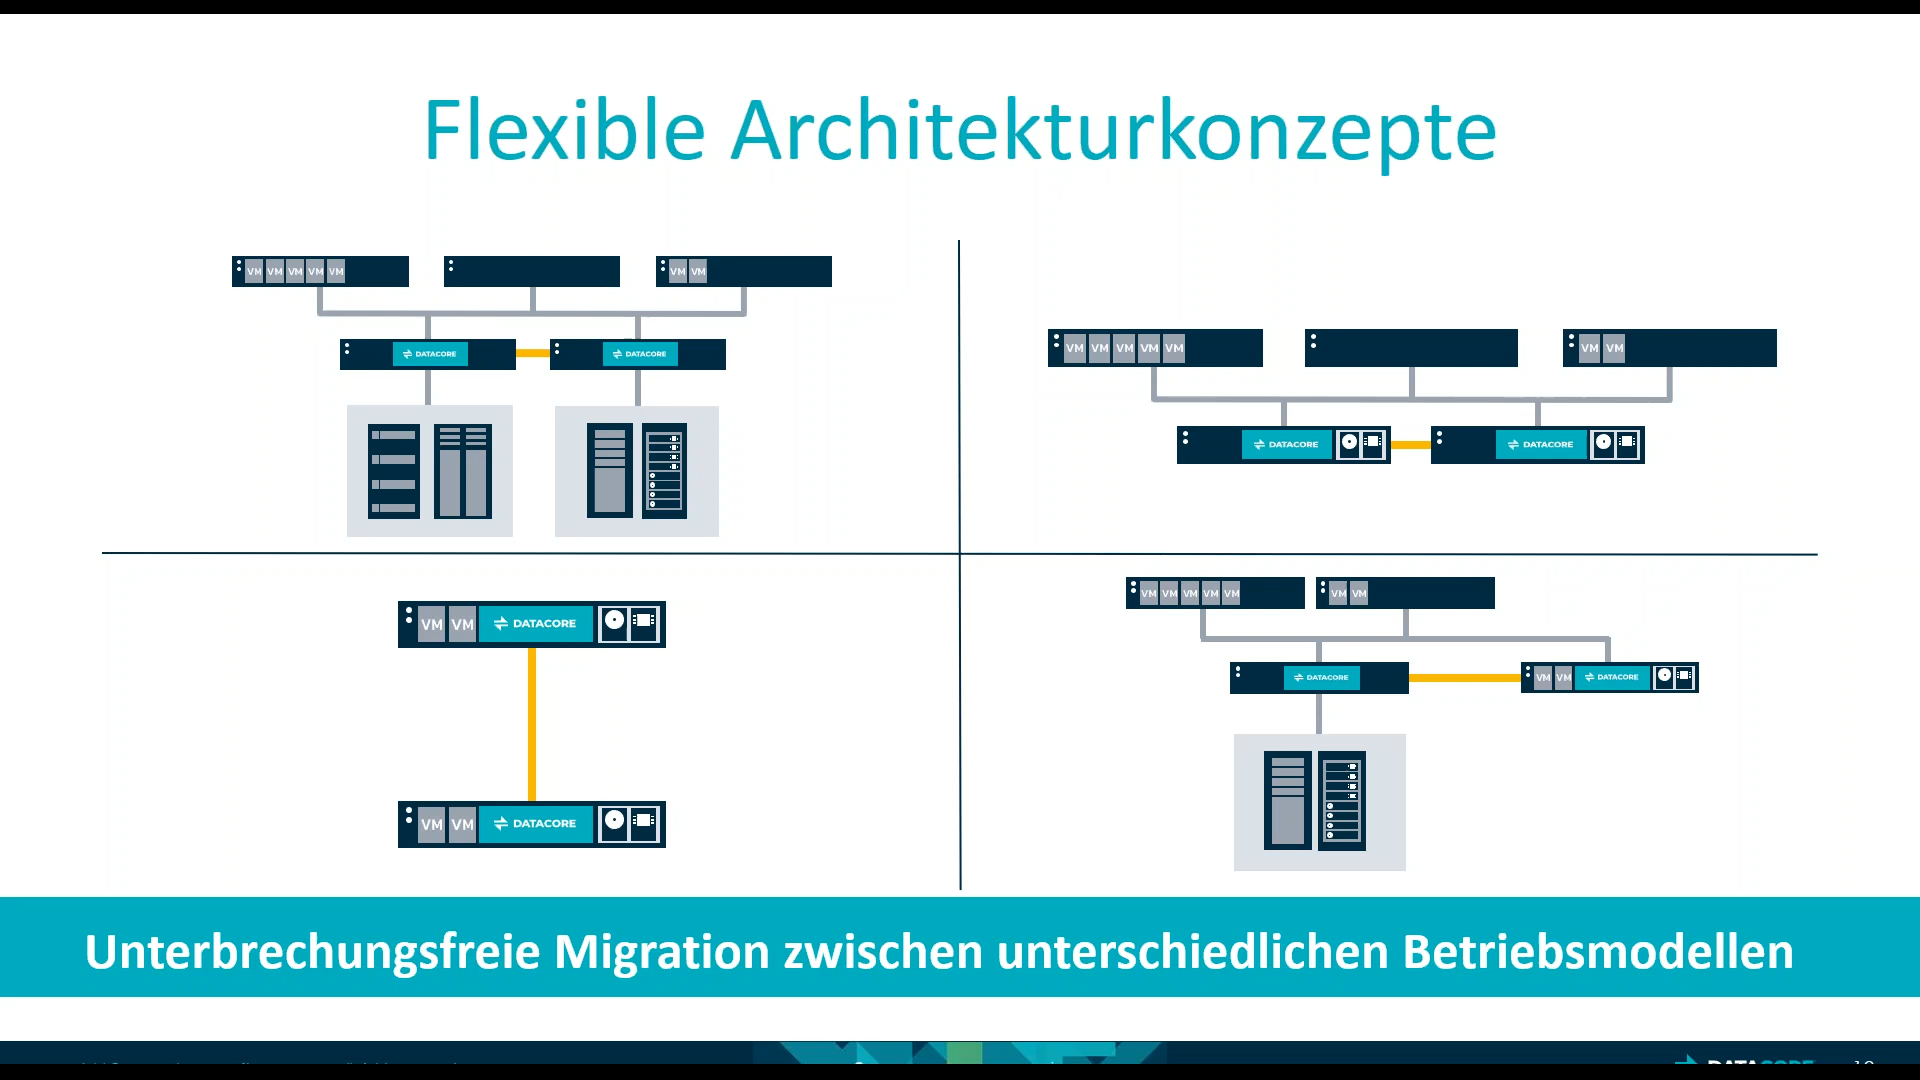 Flexible Architekturkonzepte
VM VM VM VM VM
VM VM
DATACORE
DATACORE
VM VM VM VM VM
VM VM
DATACORE
DATACORE
VM VM DATACORE
VM VM DATACORE
VM VM VM VM VM
VM VM
DATACORE
VM VM DATACORE
Unterbrechungsfreie Migration zwischen unterschiedlichen Betriebsmodellen
DATACORE